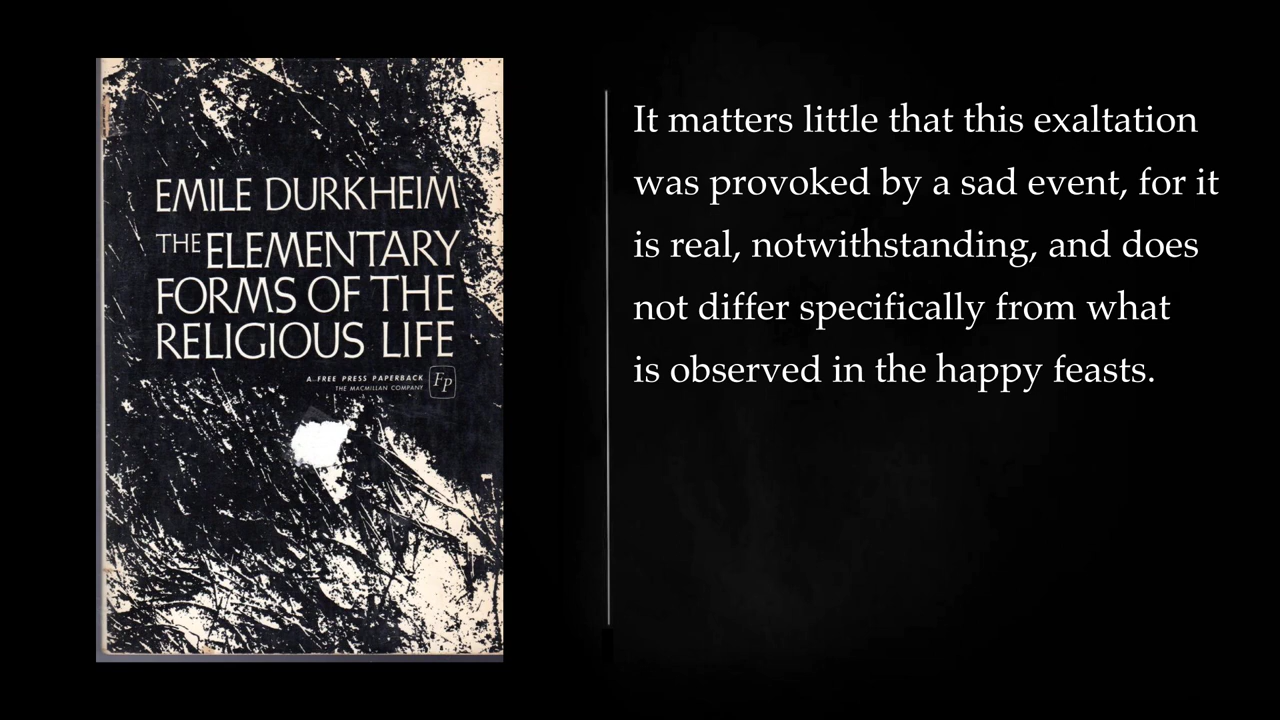 EMILE DURKHEIM
THE ELEMENTARY
FORMS OF THE
RELIGIOUS LIFE
A FREE PRESS PAPERBACK
THE MACMILLAN COMPANY
FP
It matters little that this exaltation
was provoked by a sad event, for it
is real, notwithstanding, and does
not differ specifically from what
is observed in the happy feasts.